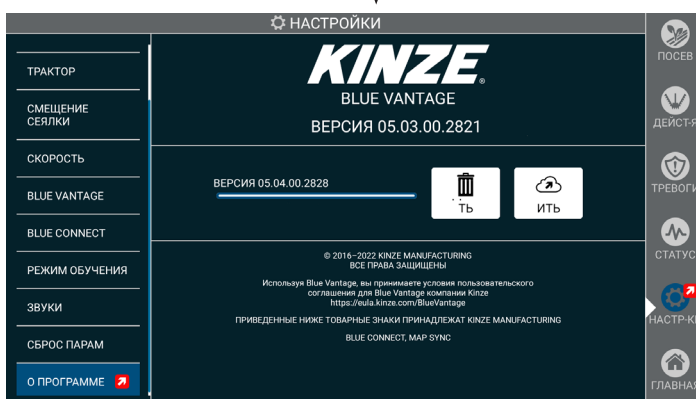 НАСТРОЙКИ
ТРАКТОР
СМЕЩЕНИЕ
СЕЯЛКИ
СКОРОСТЬ
BLUE VANTAGE
BLUE CONNECT
РЕЖИМ ОБУЧЕНИЯ
ЗВУКИ
СБРОС ПАРАМ
О ПРОГРАММЕ
KINZE®
BLUE VANTAGE
ВЕРСИЯ 05.03.00.2821
ВЕРСИЯ 05.04.00.2828
ТЬ
ИТЬ
© 2016–2022 KINZE MANUFACTURING
ВСЕ ПРАВА ЗАЩИЩЕНЫ
Используя Blue Vantage, вы принимаете условия пользовательского
соглашения для Blue Vantage компании Kinze
https://eula.kinze.com/BlueVantage
ПРИВЕДЕННЫЕ НИЖЕ ТОВАРНЫЕ ЗНАКИ ПРИНАДЛЕЖАТ KINZE MANUFACTURING
BLUE CONNECT, MAP SYNC
ПОСЕВ
ДЕЙСТ-Я
ТРЕВОГИ
СТАТУС
НАСТР-КИ
ГЛАВНАЯ